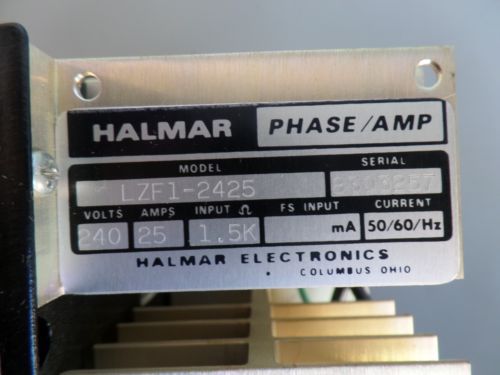 HALMAR PHASE/AMP
MODEL SERIAL
LZF1-2425
VOLTS AMPS INPUT Ω FS INPUT CURRENT
240 25 1.5K mA 50/60/Hz
HALMAR ELECTRONICS
COLUMBUS OHIO